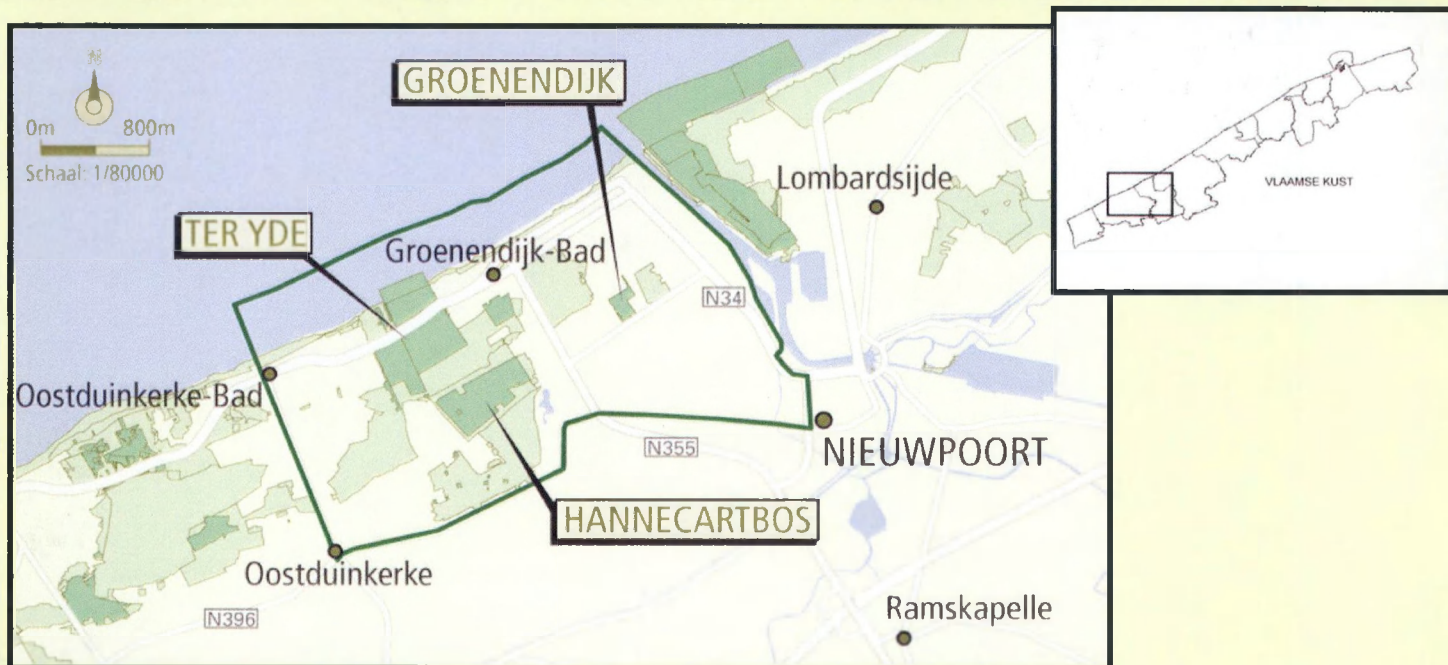 N
0m 800m
Schaal: 1/80000
GROENENDIJK
Lombardsijde
VLAAMSE KUST
TER YDE
Groenendijk-Bad
N34
Oostduinkerke-Bad
N355
NIEUWPOORT
HANNECARTBOS
Oostduinkerke
N396
Ramskapelle